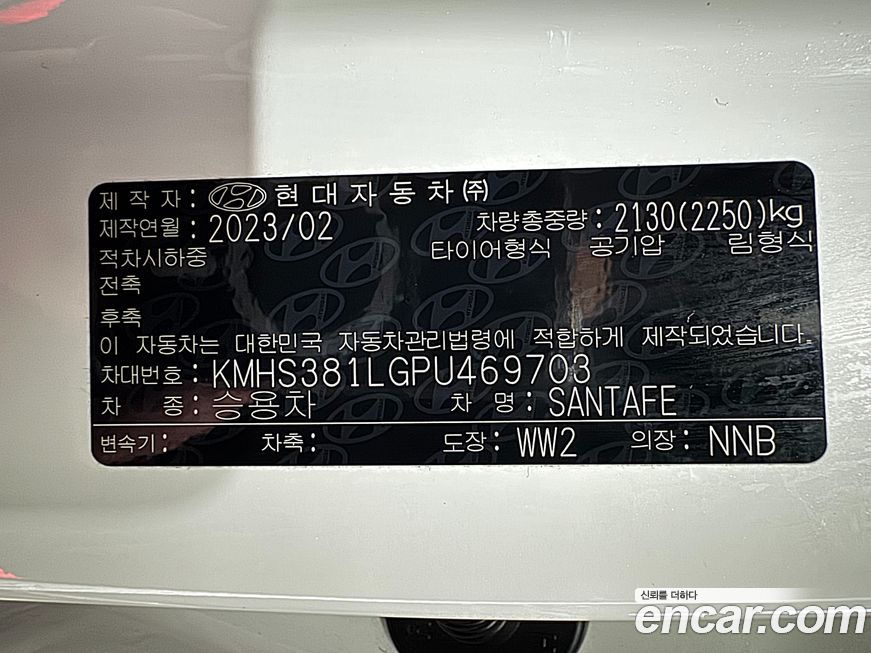 제 작 자 : 현대자동차㈜
제작연월 : 2023/02 차량총중량 : 2130(2250)kg
적차시하중 타이어형식 공기압 림형식
전축
후축
이 자동차는 대한민국 자동차관리법령에 적합하게 제작되었습니다.
차대번호 : KMHS381LGPU469703
차 종 : 승용차 차 명 : SANTAFE
변속기 : 차축 : 도장 : WW2 의장 : NNB
신뢰를 더하다
encar.com